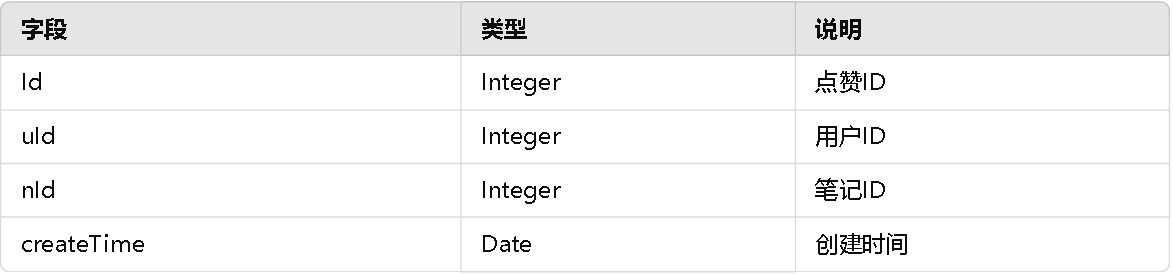 字段 类型 说明
Id Integer 点赞ID
uId Integer 用户ID
nId Integer 笔记ID
createTime Date 创建时间